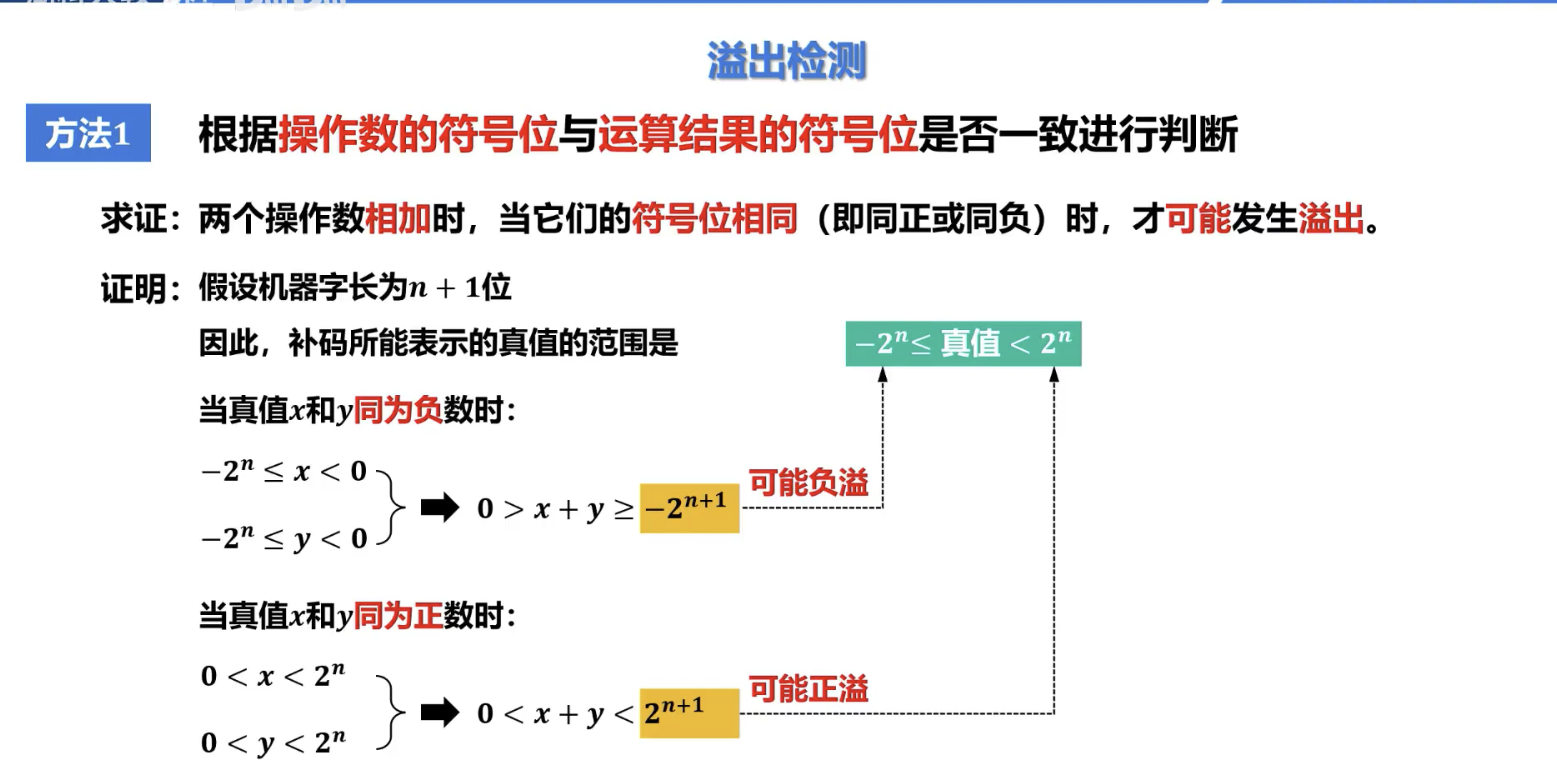 溢出检测
方法1 根据操作数的符号位与运算结果的符号位是否一致进行判断
求证：两个操作数相加时，当它们的符号位相同（即同正或同负）时，才可能发生溢出。
证明：假设机器字长为n + 1位
因此，补码所能表示的真值的范围是 −2ⁿ≤ 真值 < 2ⁿ
当真值x和y同为负数时：
−2ⁿ ≤ x < 0
−2ⁿ ≤ y < 0
0 > x + y ≥ −2ⁿ⁺¹ 可能负溢
当真值x和y同为正数时：
0 < x < 2ⁿ
0 < y < 2ⁿ
0 < x + y < 2ⁿ⁺¹ 可能正溢